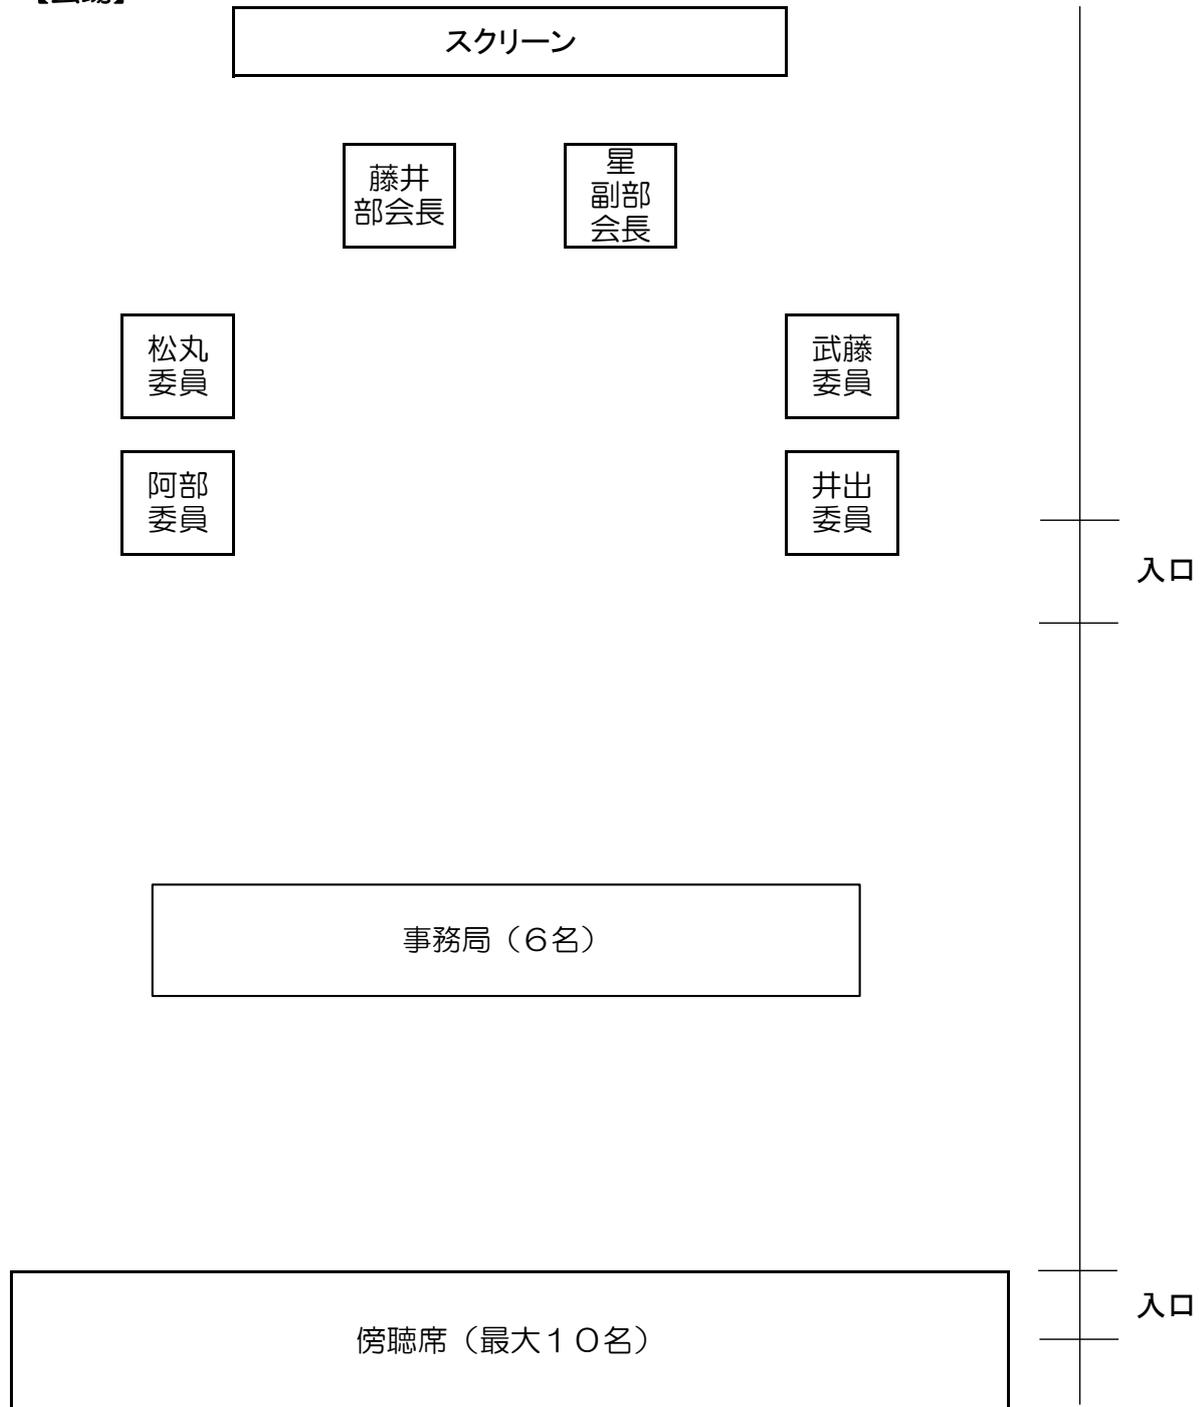 スクリーン
藤井
部会長
星
副部
会長
松丸
委員
武藤
委員
阿部
委員
井出
委員
入口
事務局（６名）
入口
傍聴席（最大１０名）